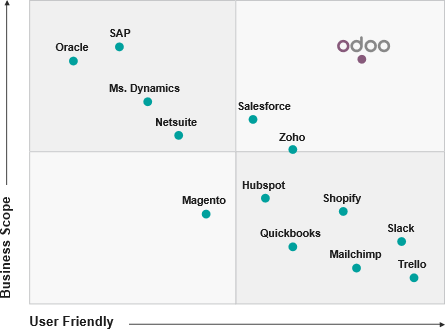 SAP
odoo
Oracle
Ms. Dynamics
Salesforce
Netsuite
Zoho
Hubspot
Magento
Shopify
Quickbooks
Slack
Mailchimp
Trello
Business Scope
User Friendly